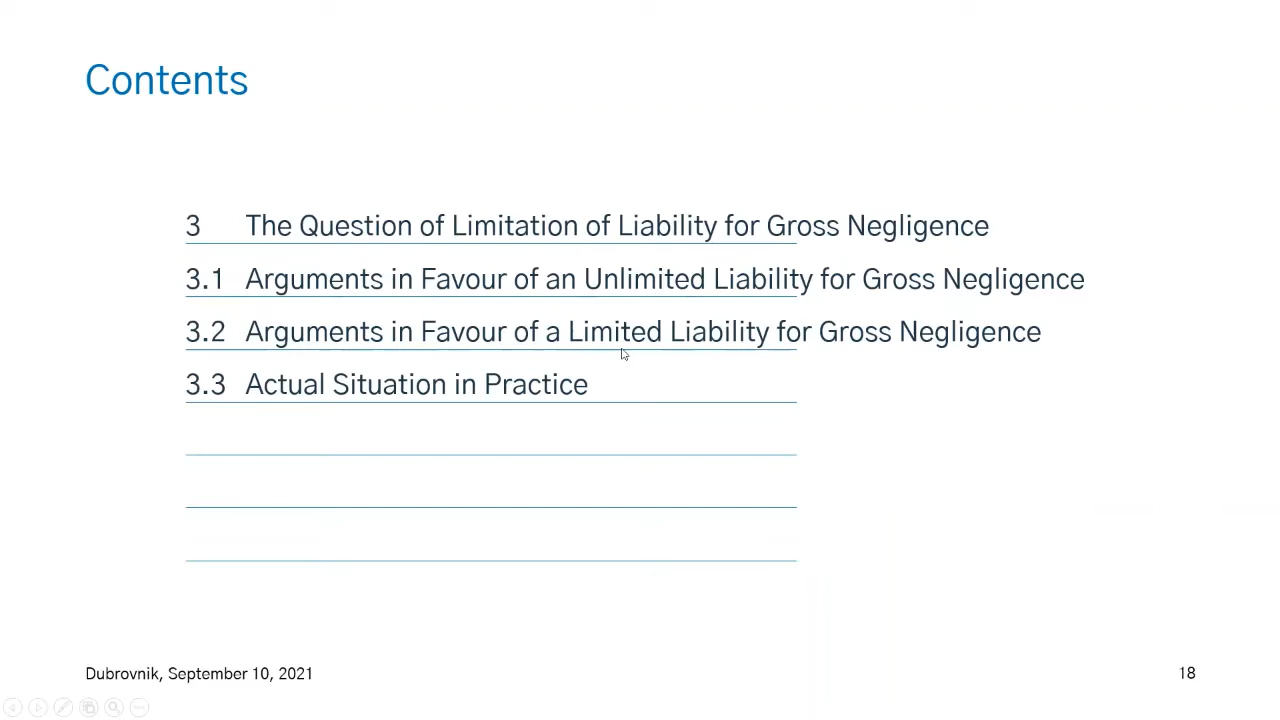 Contents
3 The Question of Limitation of Liability for Gross Negligence
3.1 Arguments in Favour of an Unlimited Liability for Gross Negligence
3.2 Arguments in Favour of a Limited Liability for Gross Negligence
3.3 Actual Situation in Practice
Dubrovnik, September 10, 2021
18